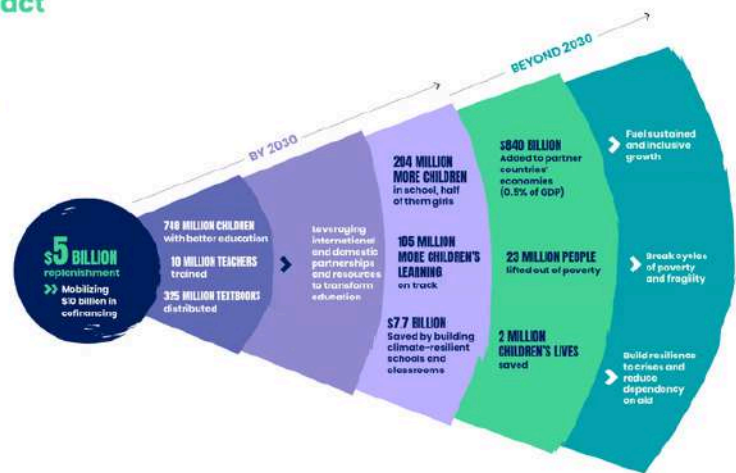 act
BY 2030
BEYOND 2030
$5 BILLION
replenishment
Mobilizing
$10 billion in
cofinancing
740 MILLION CHILDREN
with better education
10 MILLION TEACHERS
trained
325 MILLION TEXTBOOKS
distributed
Leveraging
international
and domestic
partnerships
and resources
to transform
education
204 MILLION
MORE CHILDREN
in school, half
of them girls
105 MILLION
MORE CHILDREN'S
LEARNING
on track
$7.7 BILLION
Saved by building
climate-resilient
schools and
classrooms
$840 BILLION
Added to partner
countries'
economies
(0.5% of GDP)
23 MILLION PEOPLE
lifted out of poverty
2 MILLION
CHILDREN'S LIVES
saved
Fuel sustained
and inclusive
growth
Break cycles
of poverty
and fragility
Build resilience
to crises and
reduce
dependency
on aid